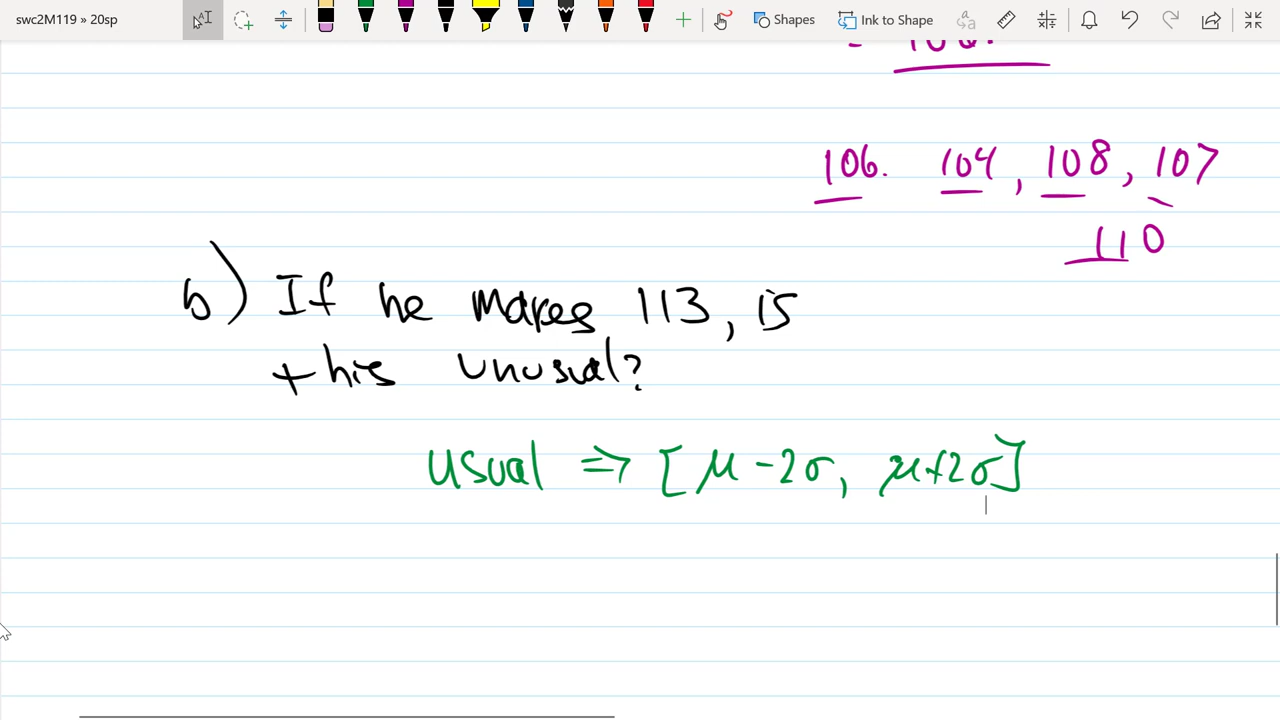 swc2M119 » 20sp
Shapes
Ink to Shape
106. 104, 108, 107
110
b) If he makes 113, is
this unusual?
usual ⇒ [μ-2σ, μ+2σ]